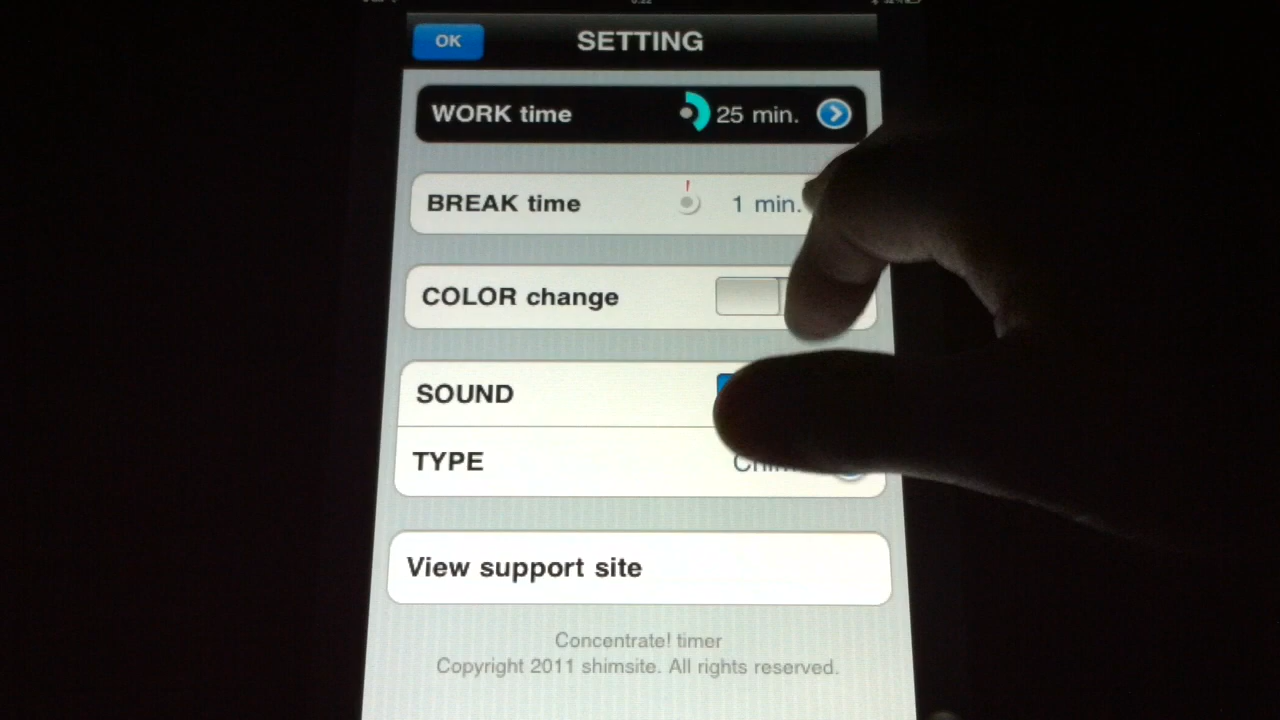 OK SETTING
WORK time 25 min.
BREAK time 1 min.
COLOR change
SOUND
TYPE
View support site
Concentrate! timer
Copyright 2011 shimsite. All rights reserved.